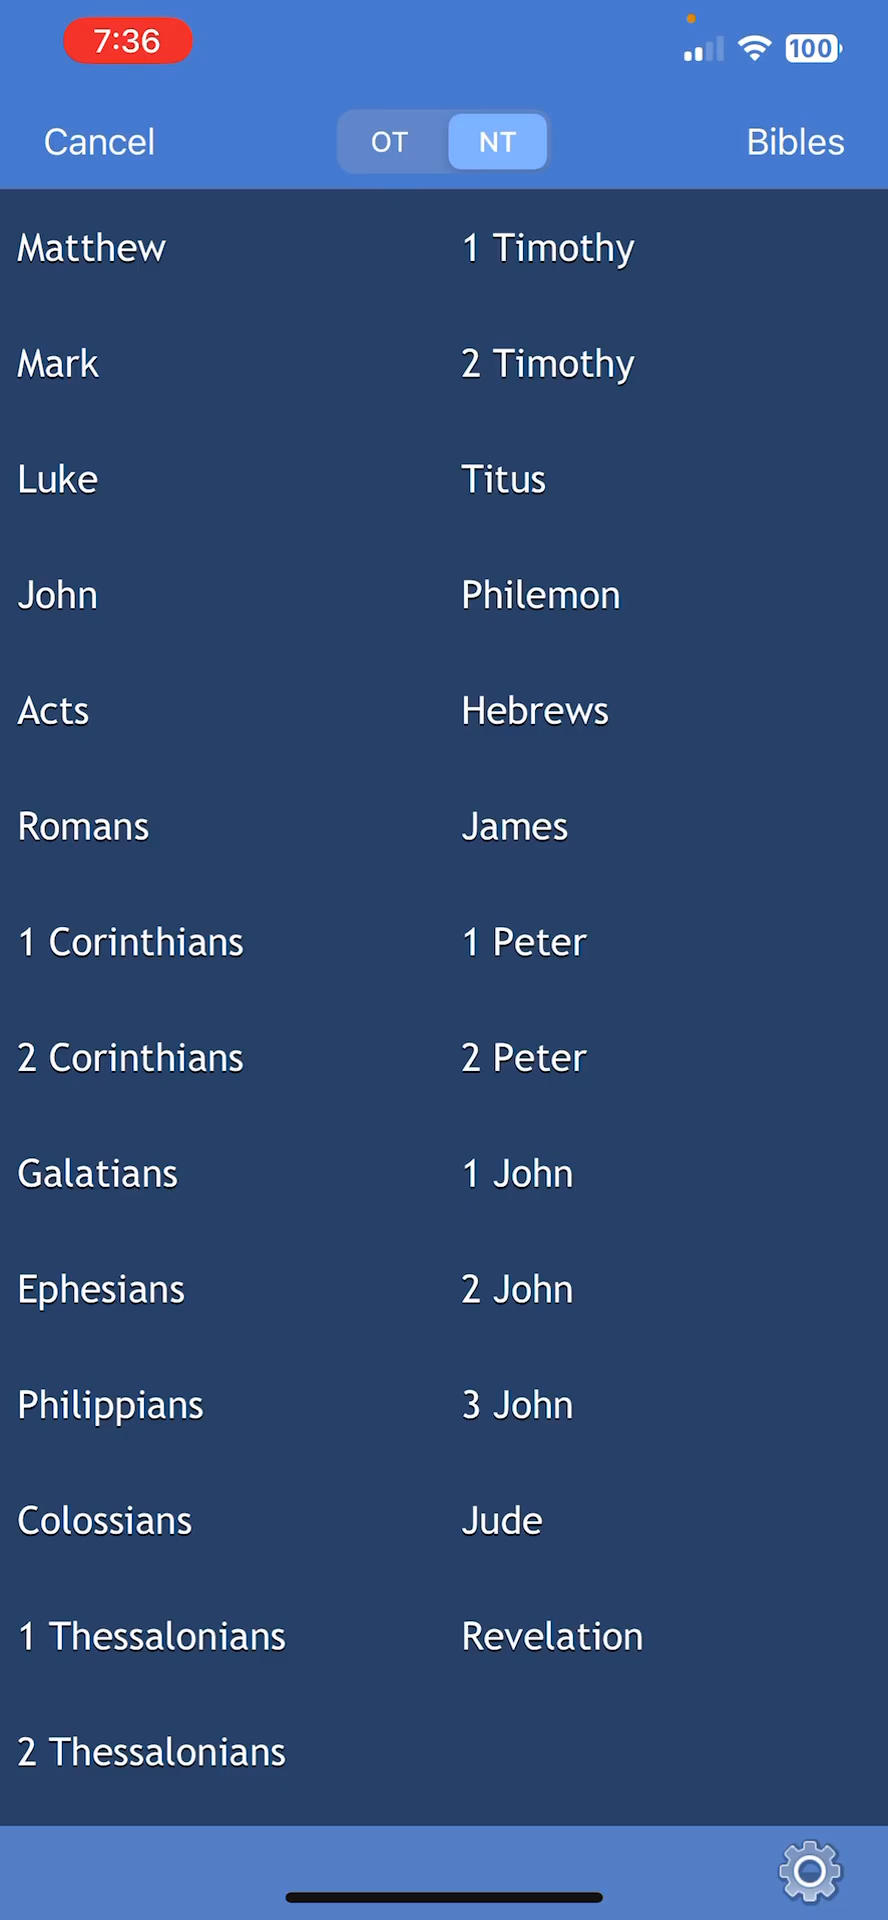 7:36
100
Cancel
OT
NT
Bibles
Matthew
Mark
Luke
John
Acts
Romans
1 Corinthians
2 Corinthians
Galatians
Ephesians
Philippians
Colossians
1 Thessalonians
2 Thessalonians
1 Timothy
2 Timothy
Titus
Philemon
Hebrews
James
1 Peter
2 Peter
1 John
2 John
3 John
Jude
Revelation